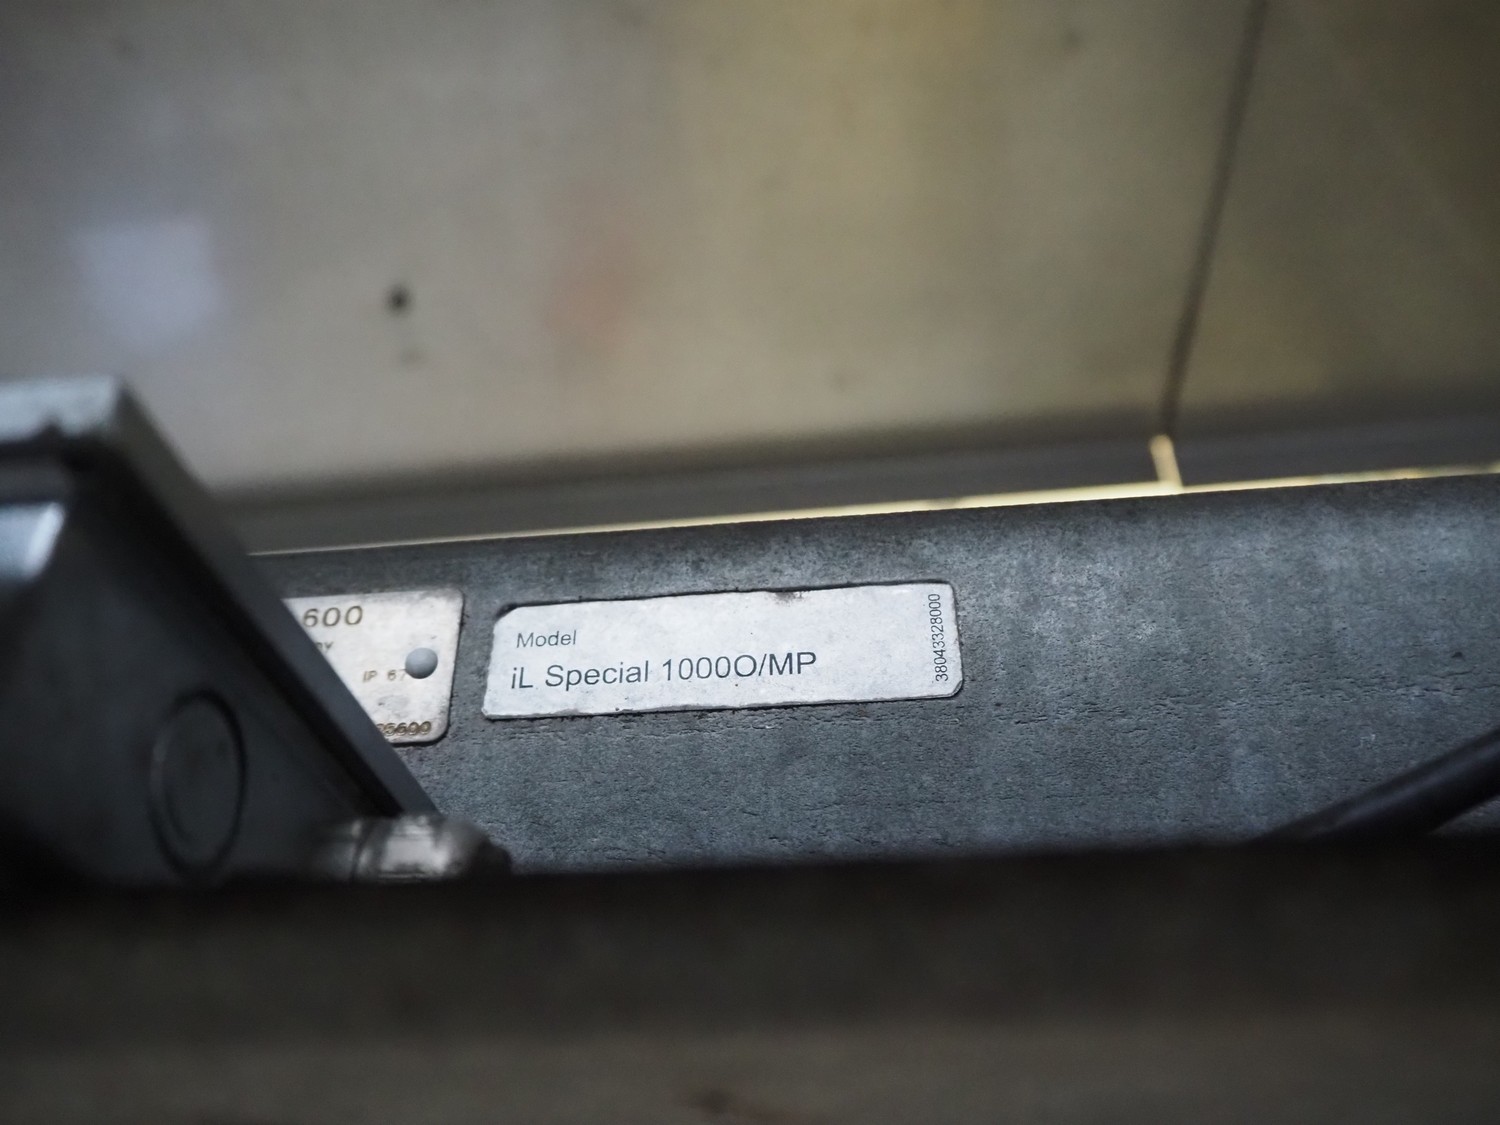 600
IP 67
Model
iL Special 1000O/MP
38043328000